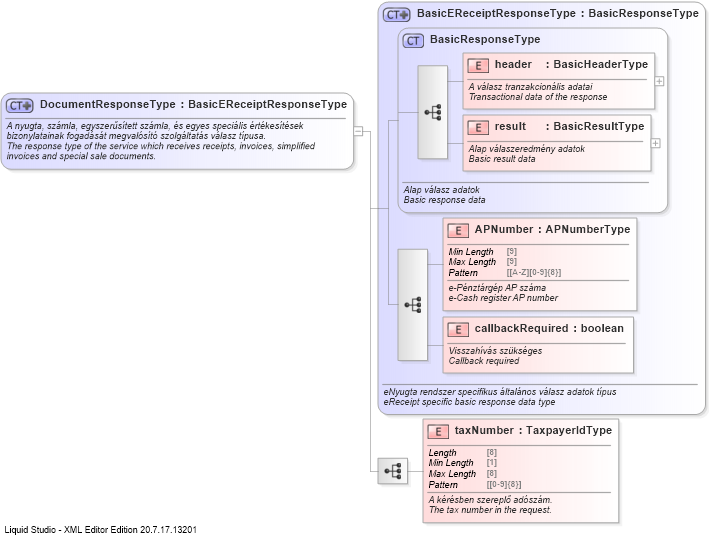 CT DocumentResponseType : BasicEReceiptResponseType
A nyugta, számla, egyszerűsített számla, és egyes speciális értékesítések
bizonylatainak fogadását megvalósító szolgáltatás válasz típusa.
The response type of the service which receives receipts, invoices, simplified
invoices and special sale documents.
CT BasicEReceiptResponseType : BasicResponseType
CT BasicResponseType
E header : BasicHeaderType
A válasz tranzakcionális adatai
Transactional data of the response
E result : BasicResultType
Alap válaszeredmény adatok
Basic result data
Alap válasz adatok
Basic response data
E APNumber : APNumberType
Min Length [9]
Max Length [9]
Pattern [[A-Z][0-9]{8}]
e-Pénztárgép AP száma
e-Cash register AP number
E callbackRequired : boolean
Visszahívás szükséges
Callback required
eNyugta rendszer specifikus általános válasz adatok típus
eReceipt specific basic response data type
E taxNumber : TaxpayerIdType
Length [8]
Min Length [1]
Max Length [8]
Pattern [[0-9]{8}]
A kérésben szereplő adószám.
The tax number in the request.
Liquid Studio - XML Editor Edition 20.7.17.13201